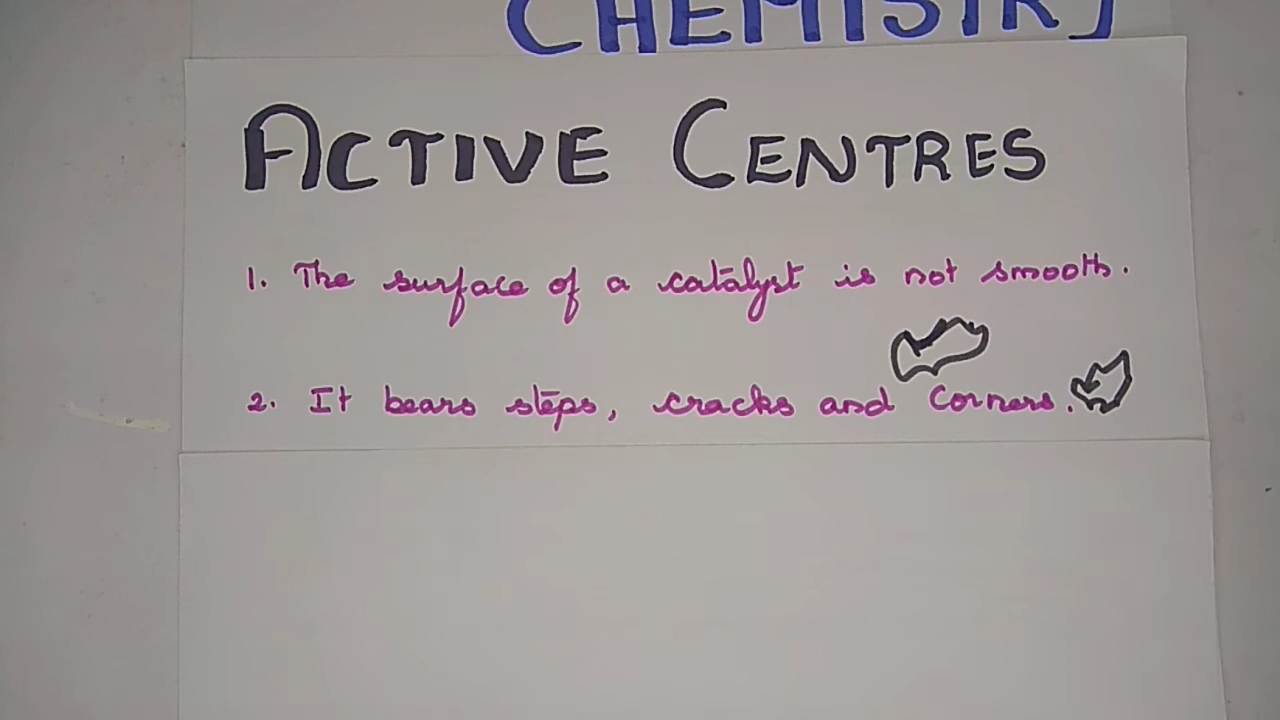 CHEMISTRY
ACTIVE CENTRES
1. The surface of a catalyst is not smooth.
2. It bears steps, cracks and Corners.